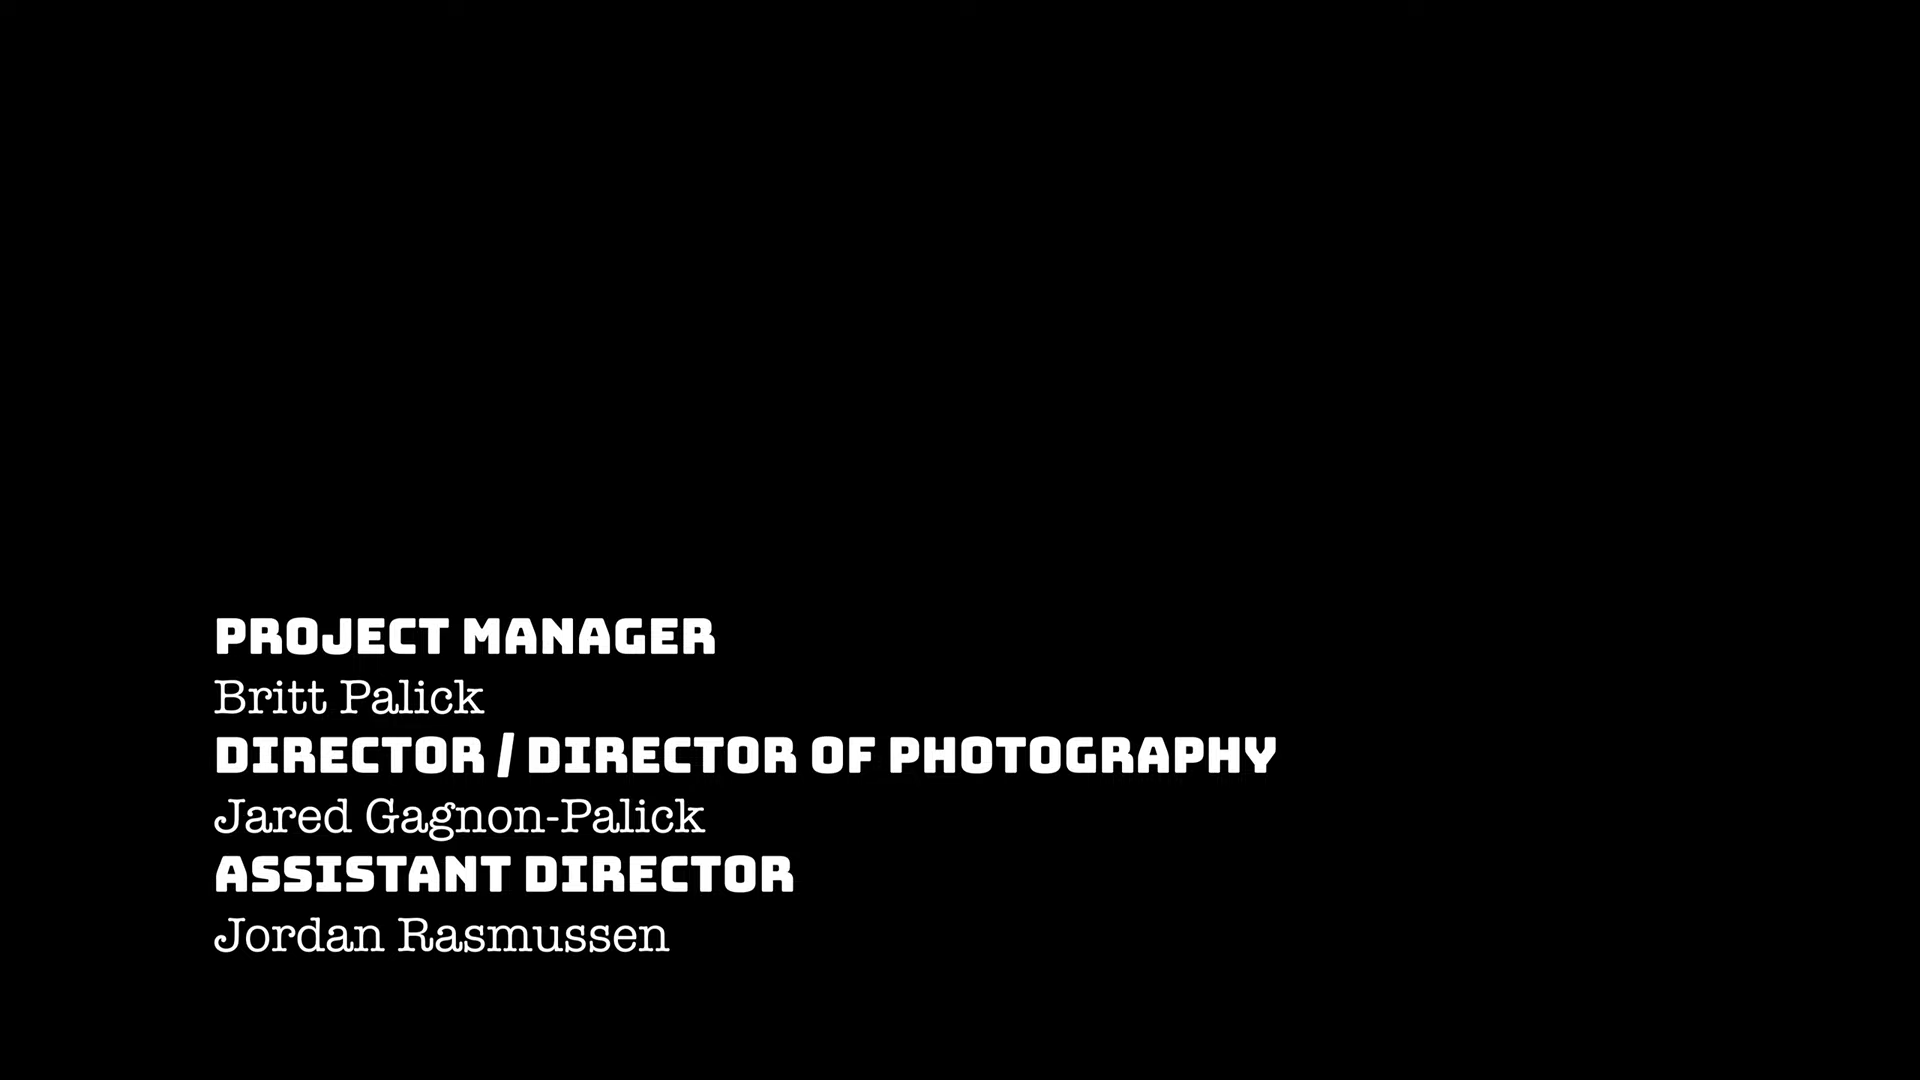 PROJECT MANAGER
Britt Palick
DIRECTOR / DIRECTOR OF PHOTOGRAPHY
Jared Gagnon-Palick
ASSISTANT DIRECTOR
Jordan Rasmussen